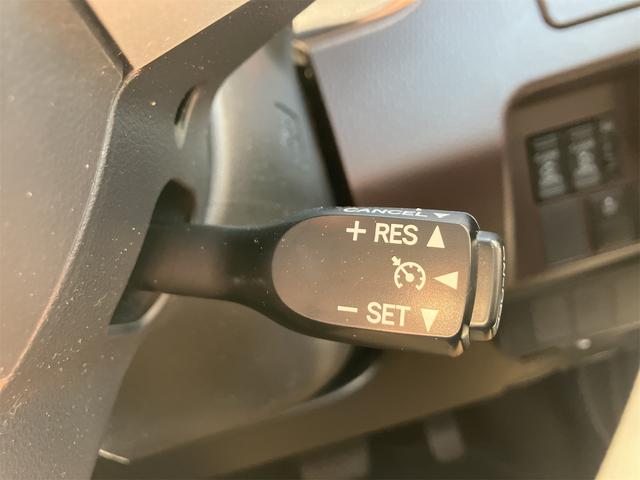 CANCEL ▼
+ RES ▲
◀
− SET ▼